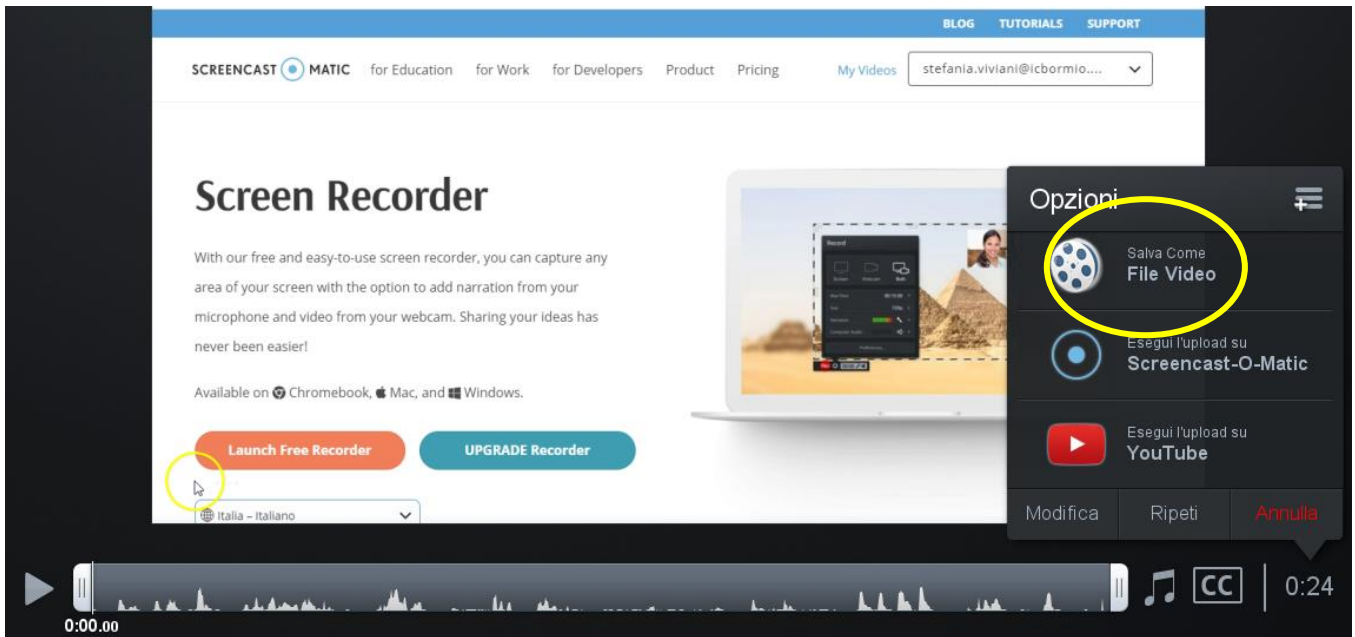 BLOG TUTORIALS SUPPORT
SCREENCAST MATIC for Education for Work for Developers Product Pricing My Videos stefania.viviani@icbormio....
Screen Recorder
With our free and easy-to-use screen recorder, you can capture any
area of your screen with the option to add narration from your
microphone and video from your webcam. Sharing your ideas has
never been easier!
Available on Chromebook, Mac, and Windows.
Launch Free Recorder UPGRADE Recorder
Italia – Italiano
Record
Opzioni
Salva Come
File Video
Esegui l'upload su
Screencast-O-Matic
Esegui l'upload su
YouTube
Modifica Ripeti Annulla
CC 0:24
0:00.00